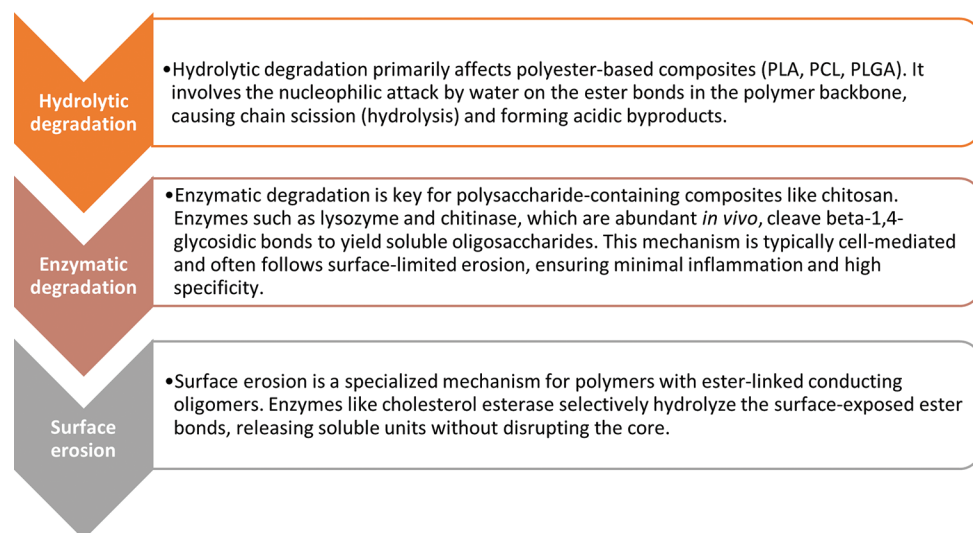 Hydrolytic
degradation
•Hydrolytic degradation primarily affects polyester-based composites (PLA, PCL, PLGA). It
involves the nucleophilic attack by water on the ester bonds in the polymer backbone,
causing chain scission (hydrolysis) and forming acidic byproducts.
Enzymatic
degradation
•Enzymatic degradation is key for polysaccharide-containing composites like chitosan.
Enzymes such as lysozyme and chitinase, which are abundant in vivo, cleave beta-1,4-
glycosidic bonds to yield soluble oligosaccharides. This mechanism is typically cell-mediated
and often follows surface-limited erosion, ensuring minimal inflammation and high
specificity.
Surface
erosion
•Surface erosion is a specialized mechanism for polymers with ester-linked conducting
oligomers. Enzymes like cholesterol esterase selectively hydrolyze the surface-exposed ester
bonds, releasing soluble units without disrupting the core.